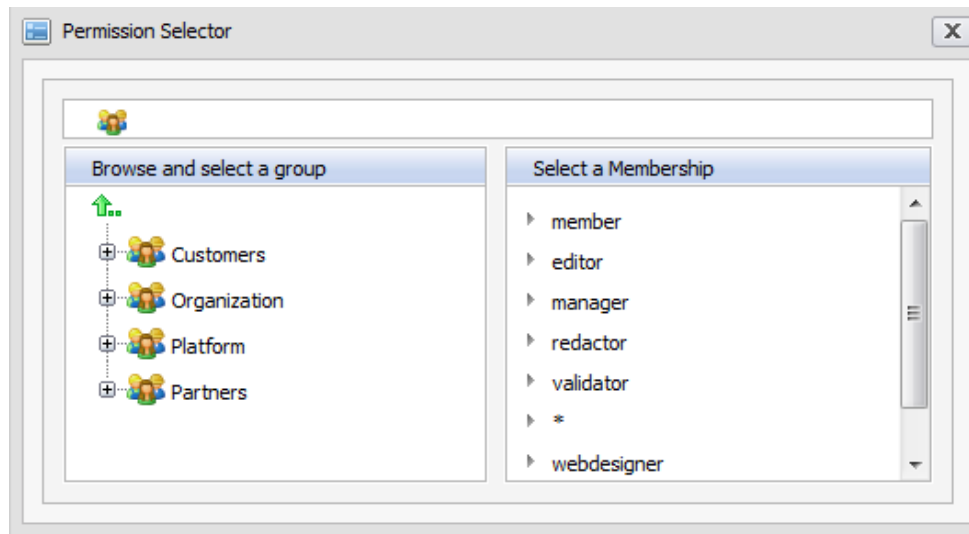 Permission Selector
Browse and select a group
Customers
Organization
Platform
Partners
Select a Membership
member
editor
manager
redactor
validator
*
webdesigner